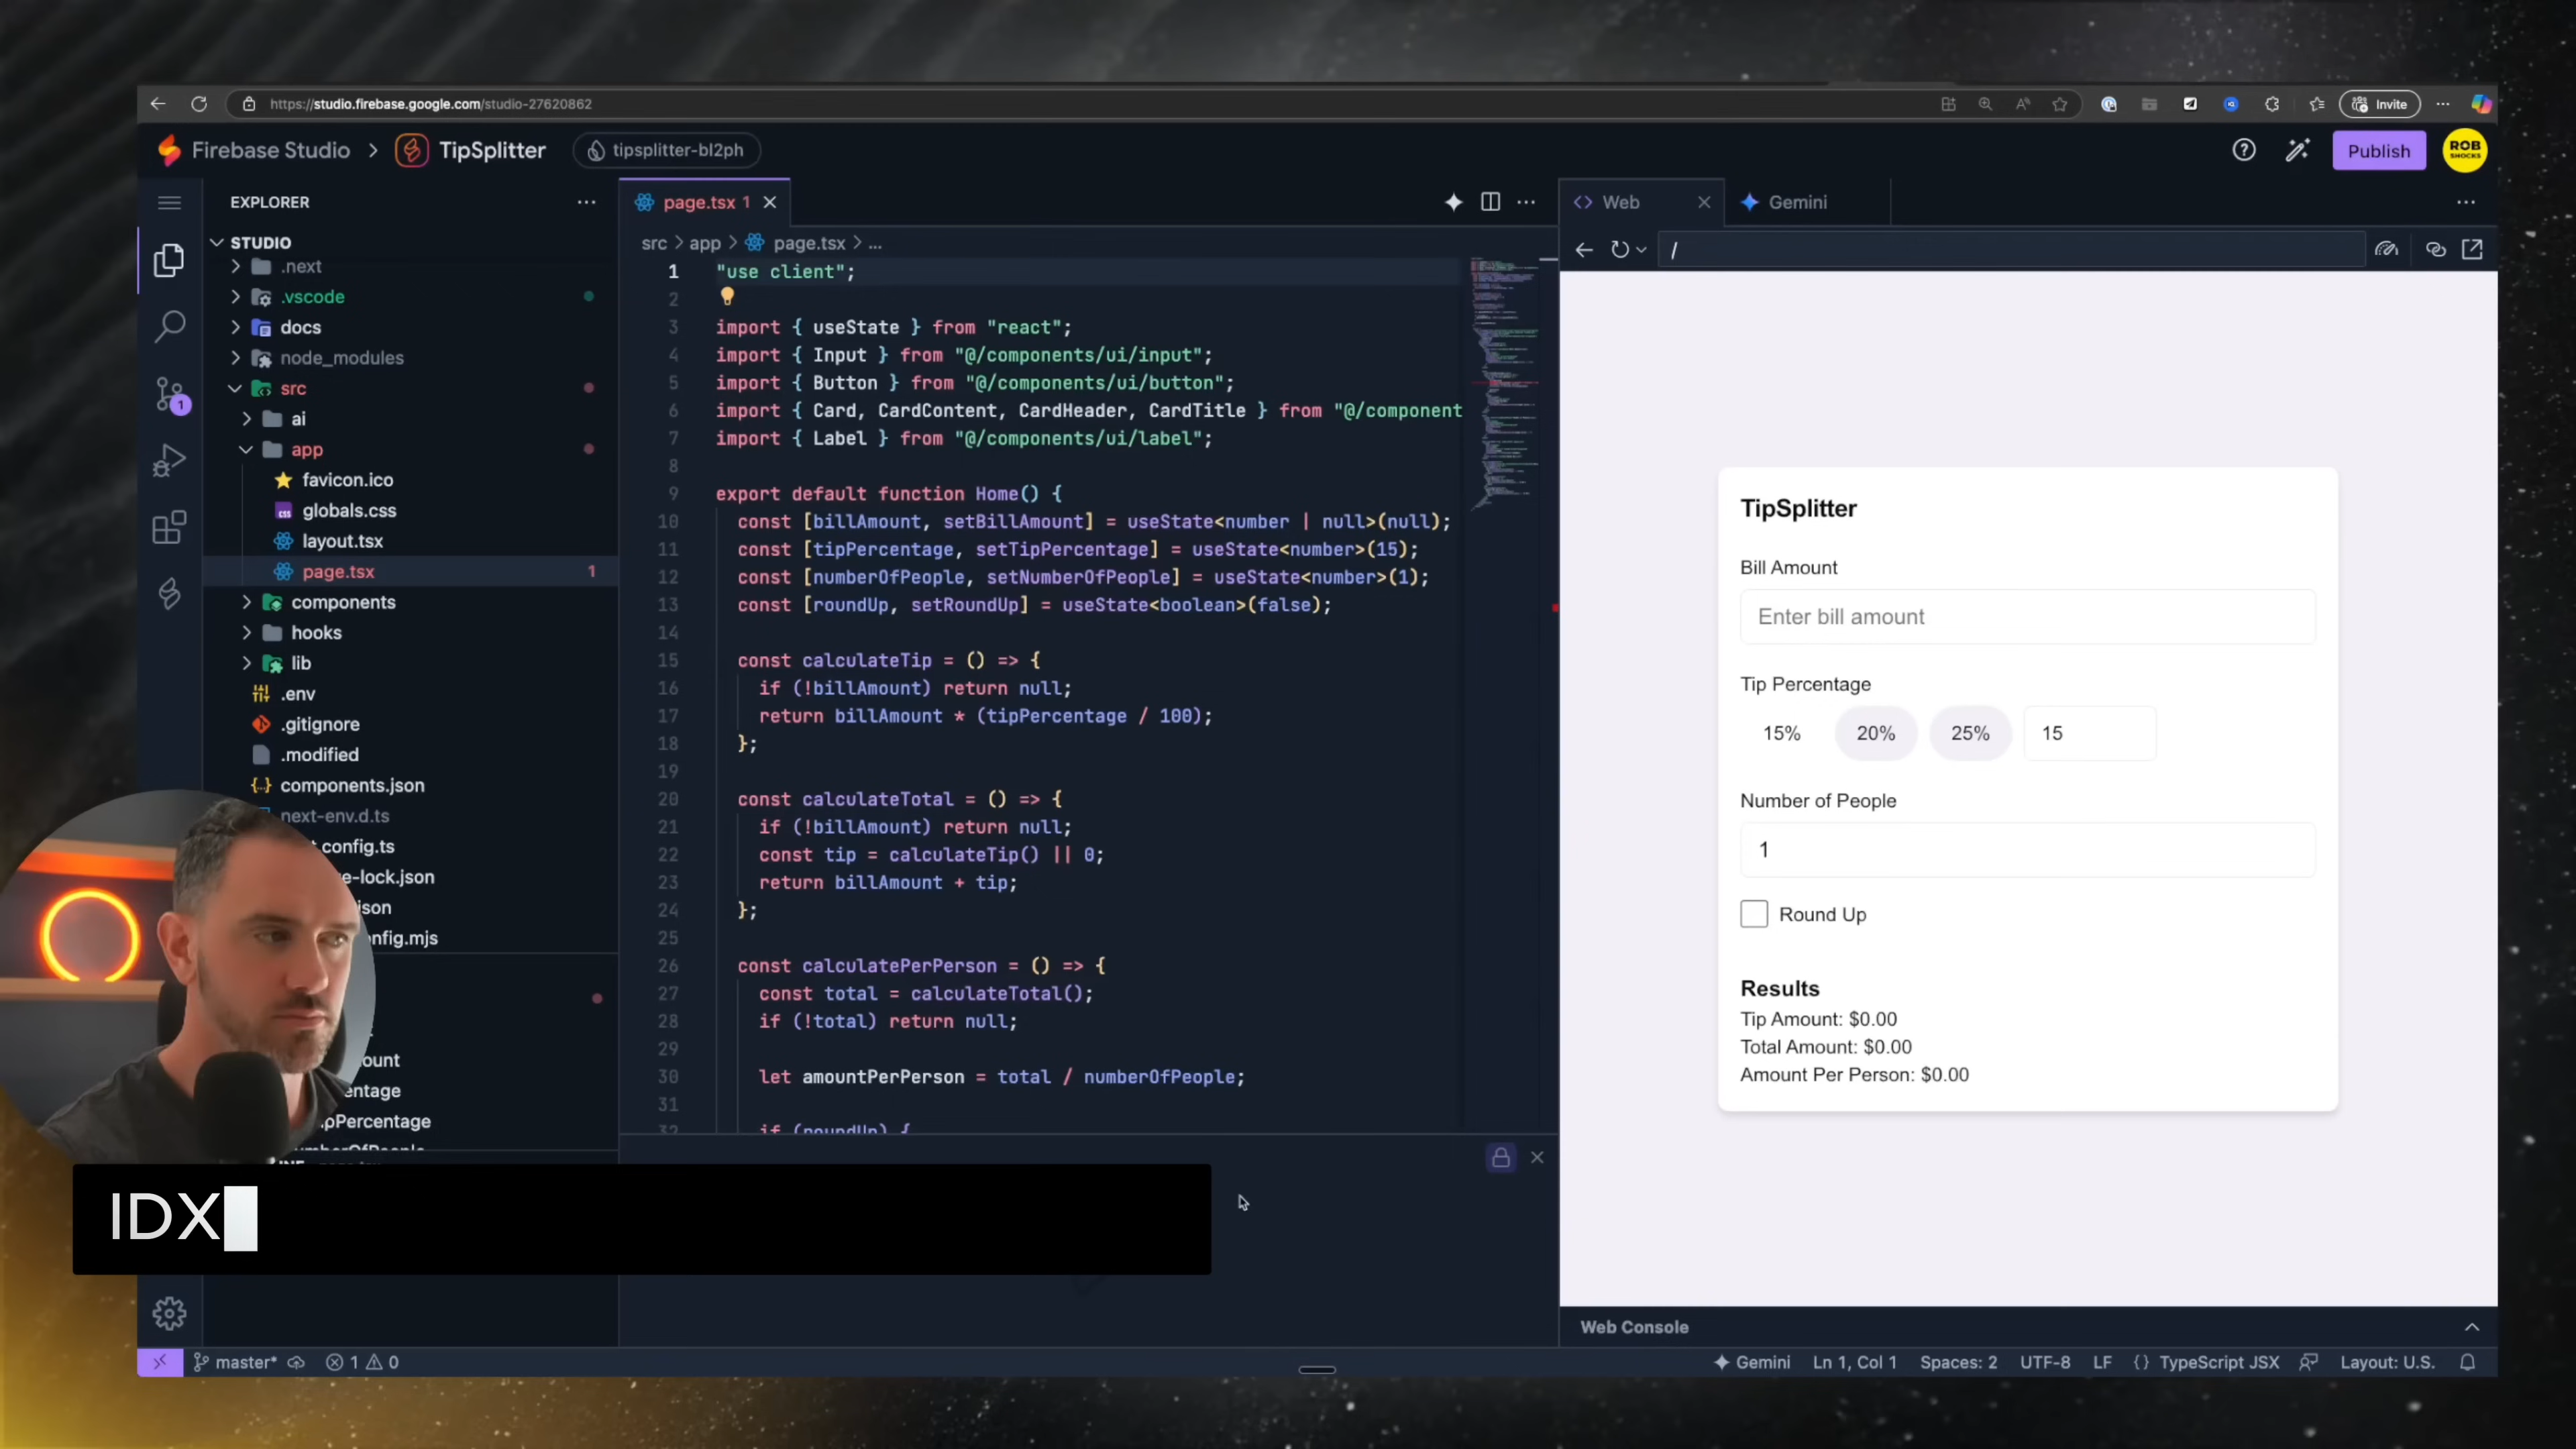 https://studio.firebase.google.com/studio-27620862
Invite
Firebase Studio > TipSplitter
tipsplitter-bl2ph
Publish
ROB
SHOCKS
EXPLORER
STUDIO
.next
.vscode
docs
node_modules
src
ai
app
favicon.ico
globals.css
layout.tsx
page.tsx 1
components
hooks
lib
.env
.gitignore
.modified
components.json
next-env.d.ts
config.ts
e-lock.json
json
nfig.mjs
ount
entage
pPercentage
1
page.tsx 1
src > app > page.tsx > ...
1 "use client";
2
3 import { useState } from "react";
4 import { Input } from "@/components/ui/input";
5 import { Button } from "@/components/ui/button";
6 import { Card, CardContent, CardHeader, CardTitle } from "@/component
7 import { Label } from "@/components/ui/label";
8
9 export default function Home() {
10 const [billAmount, setBillAmount] = useState<number | null>(null);
11 const [tipPercentage, setTipPercentage] = useState<number>(15);
12 const [numberOfPeople, setNumberOfPeople] = useState<number>(1);
13 const [roundUp, setRoundUp] = useState<boolean>(false);
14
15 const calculateTip = () => {
16 if (!billAmount) return null;
17 return billAmount * (tipPercentage / 100);
18 };
19
20 const calculateTotal = () => {
21 if (!billAmount) return null;
22 const tip = calculateTip() || 0;
23 return billAmount + tip;
24 };
25
26 const calculatePerPerson = () => {
27 const total = calculateTotal();
28 if (!total) return null;
29
30 let amountPerPerson = total / numberOfPeople;
31
32 if (roundUp) {
Web
Gemini
/
TipSplitter
Bill Amount
Enter bill amount
Tip Percentage
15% 20% 25% 15
Number of People
1
Round Up
Results
Tip Amount: $0.00
Total Amount: $0.00
Amount Per Person: $0.00
Web Console
IDX
master* 1 0
Gemini Ln 1, Col 1 Spaces: 2 UTF-8 LF {} TypeScript JSX Layout: U.S.